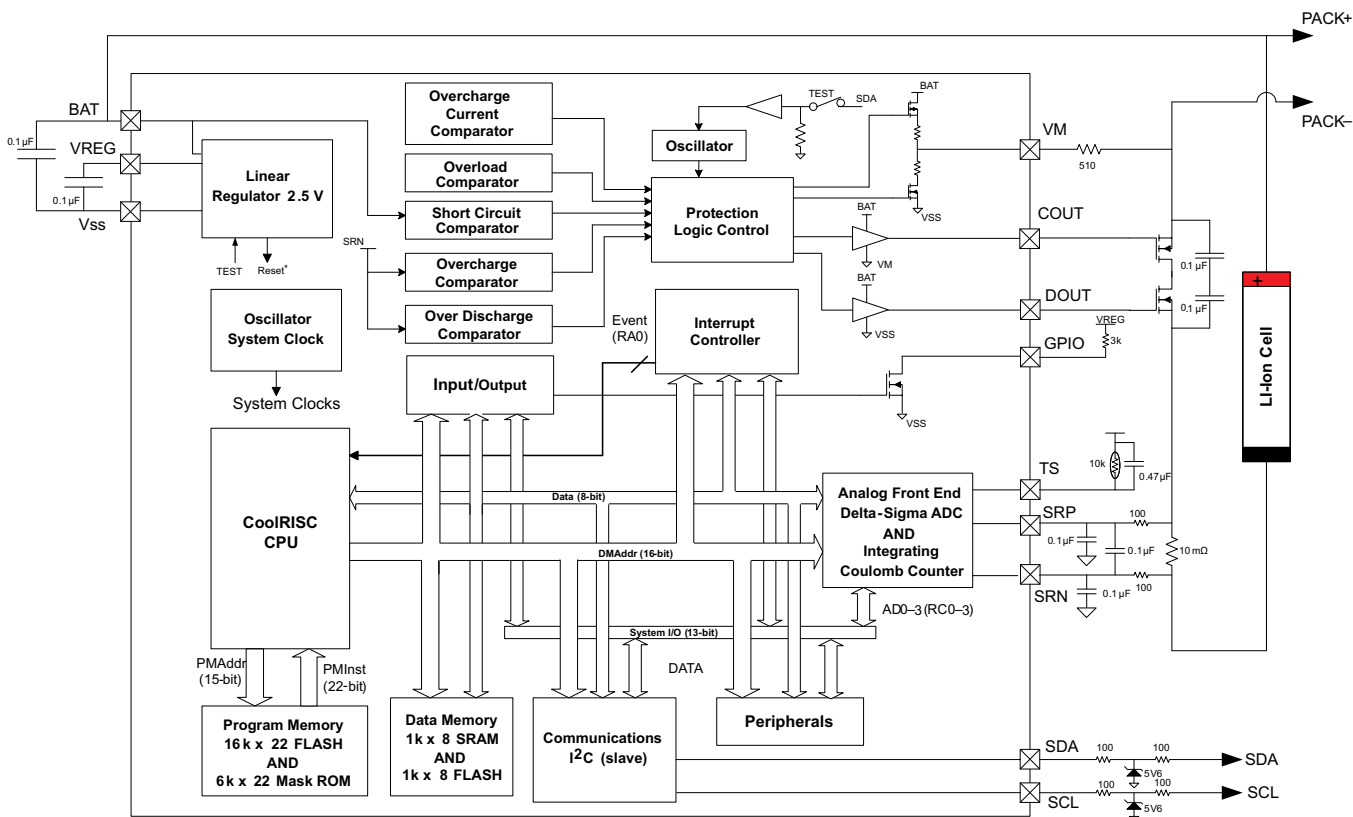 PACK+
PACK–
BAT
0.1 µF
VREG
0.1 µF
Vss
Linear
Regulator 2.5 V
TEST
Reset*
Oscillator
System Clock
System Clocks
Overcharge
Current
Comparator
Overload
Comparator
Short Circuit
Comparator
SRN
Overcharge
Comparator
Over Discharge
Comparator
TEST
SDA
Oscillator
Protection
Logic Control
BAT
VSS
BAT
VM
BAT
VSS
VM
510
COUT
0.1 µF
DOUT
0.1 µF
VREG
3k
GPIO
VSS
+
LI-Ion Cell
Event
(RA0)
Interrupt
Controller
Input/Output
CoolRISC
CPU
Data (8-bit)
DMAddr (16-bit)
System I/O (13-bit)
Analog Front End
Delta-Sigma ADC
AND
Integrating
Coulomb Counter
AD0–3 (RC0–3)
TS
10k
0.47µF
SRP
100
0.1 µF
0.1 µF
10 mΩ
100
SRN
0.1 µF
PMAddr
(15-bit)
PMInst
(22-bit)
DATA
Program Memory
16k x 22 FLASH
AND
6k x 22 Mask ROM
Data Memory
1k x 8 SRAM
AND
1k x 8 FLASH
Communications
I2C (slave)
Peripherals
SDA
100
100
SDA
5V6
SCL
100
100
SCL
5V6